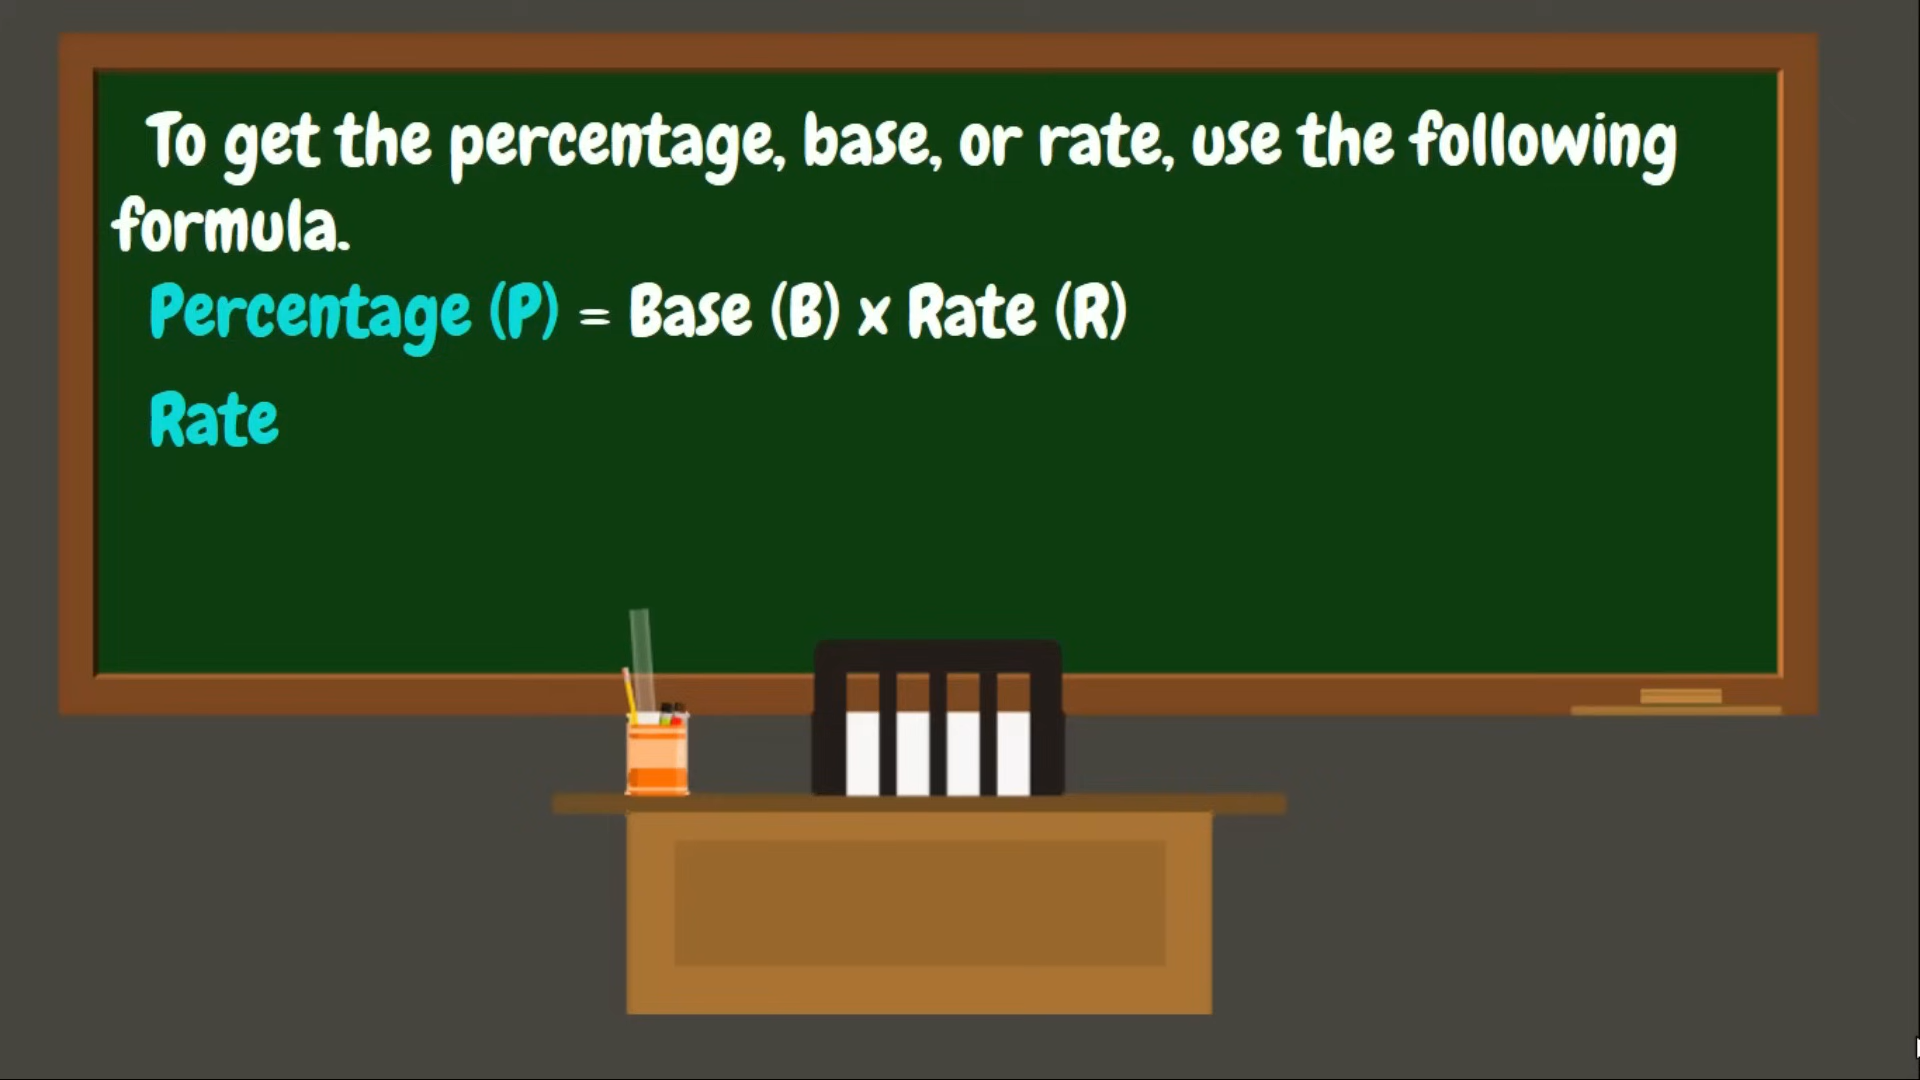 To get the percentage, base, or rate, use the following
formula.
Percentage (P) = Base (B) x Rate (R)
Rate